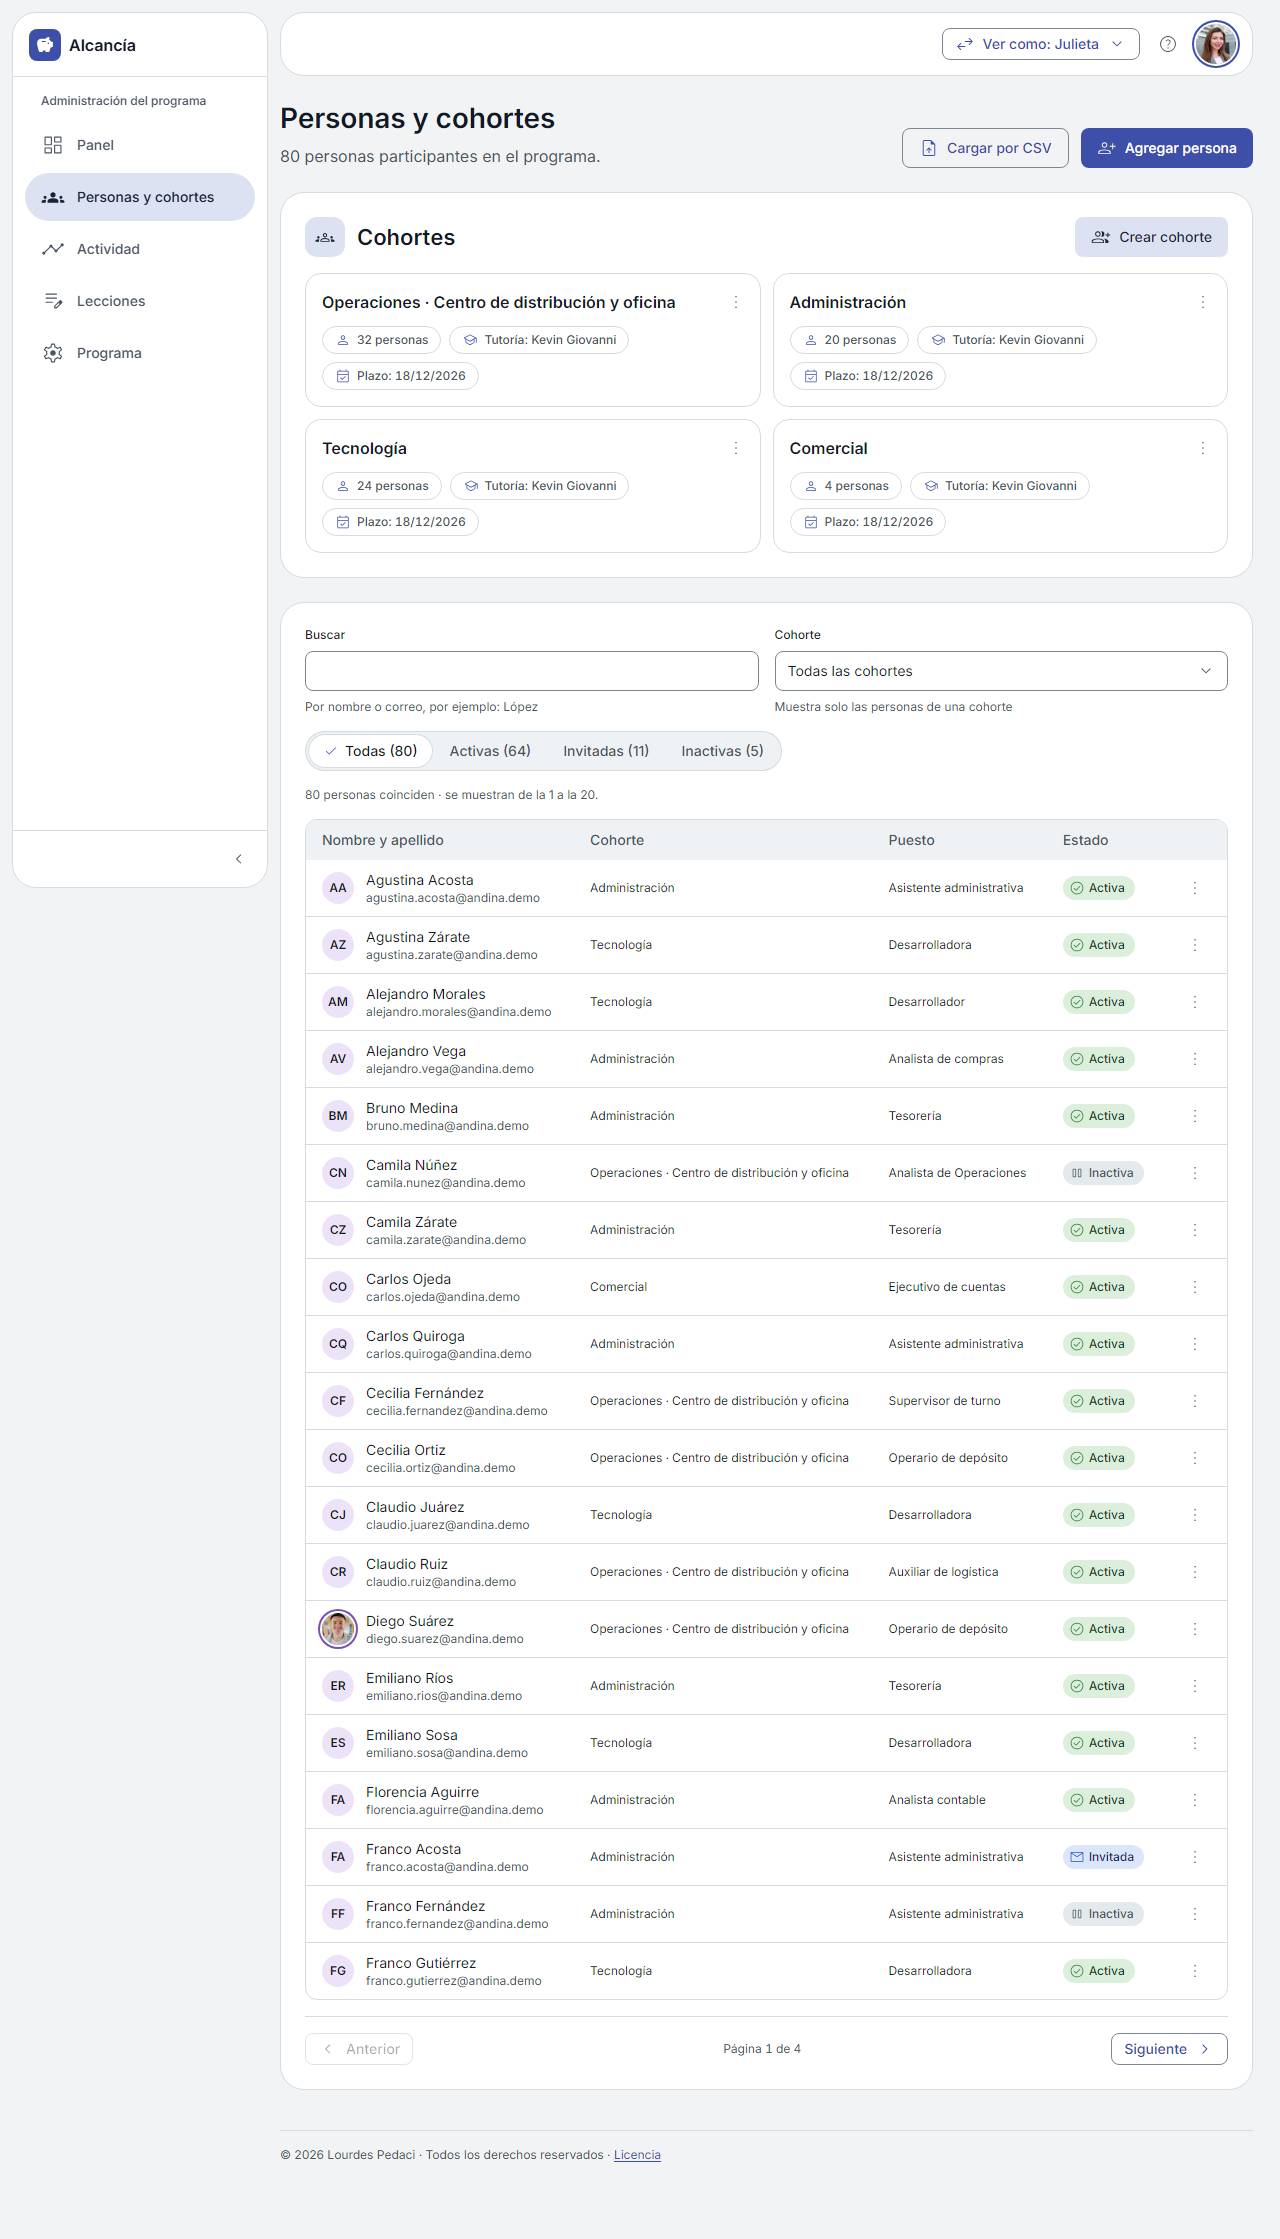 Alcancía
Ver como: Julieta
Administración del programa
Panel
Personas y cohortes
Actividad
Lecciones
Programa
Personas y cohortes
80 personas participantes en el programa.
Cargar por CSV
Agregar persona
Cohortes
Crear cohorte
Operaciones · Centro de distribución y oficina
32 personas
Tutoría: Kevin Giovanni
Plazo: 18/12/2026
Administración
20 personas
Tutoría: Kevin Giovanni
Plazo: 18/12/2026
Tecnología
24 personas
Tutoría: Kevin Giovanni
Plazo: 18/12/2026
Comercial
4 personas
Tutoría: Kevin Giovanni
Plazo: 18/12/2026
Buscar
Por nombre o correo, por ejemplo: López
Cohorte
Todas las cohortes
Muestra solo las personas de una cohorte
Todas (80) Activas (64) Invitadas (11) Inactivas (5)
80 personas coinciden · se muestran de la 1 a la 20.
Nombre y apellido Cohorte Puesto Estado
AA Agustina Acosta Administración Asistente administrativa Activa
agustina.acosta@andina.demo
AZ Agustina Zárate Tecnología Desarrolladora Activa
agustina.zarate@andina.demo
AM Alejandro Morales Tecnología Desarrollador Activa
alejandro.morales@andina.demo
AV Alejandro Vega Administración Analista de compras Activa
alejandro.vega@andina.demo
BM Bruno Medina Administración Tesorería Activa
bruno.medina@andina.demo
CN Camila Núñez Operaciones · Centro de distribución y oficina Analista de Operaciones Inactiva
camila.nunez@andina.demo
CZ Camila Zárate Administración Tesorería Activa
camila.zarate@andina.demo
CO Carlos Ojeda Comercial Ejecutivo de cuentas Activa
carlos.ojeda@andina.demo
CQ Carlos Quiroga Administración Asistente administrativa Activa
carlos.quiroga@andina.demo
CF Cecilia Fernández Operaciones · Centro de distribución y oficina Supervisor de turno Activa
cecilia.fernandez@andina.demo
CO Cecilia Ortiz Operaciones · Centro de distribución y oficina Operario de depósito Activa
cecilia.ortiz@andina.demo
CJ Claudio Juárez Tecnología Desarrolladora Activa
claudio.juarez@andina.demo
CR Claudio Ruiz Operaciones · Centro de distribución y oficina Auxiliar de logística Activa
claudio.ruiz@andina.demo
Diego Suárez Operaciones · Centro de distribución y oficina Operario de depósito Activa
diego.suarez@andina.demo
ER Emiliano Ríos Administración Tesorería Activa
emiliano.rios@andina.demo
ES Emiliano Sosa Tecnología Desarrolladora Activa
emiliano.sosa@andina.demo
FA Florencia Aguirre Administración Analista contable Activa
florencia.aguirre@andina.demo
FA Franco Acosta Administración Asistente administrativa Invitada
franco.acosta@andina.demo
FF Franco Fernández Administración Asistente administrativa Inactiva
franco.fernandez@andina.demo
FG Franco Gutiérrez Tecnología Desarrolladora Activa
franco.gutierrez@andina.demo
Anterior Página 1 de 4 Siguiente
© 2026 Lourdes Pedaci · Todos los derechos reservados · Licencia